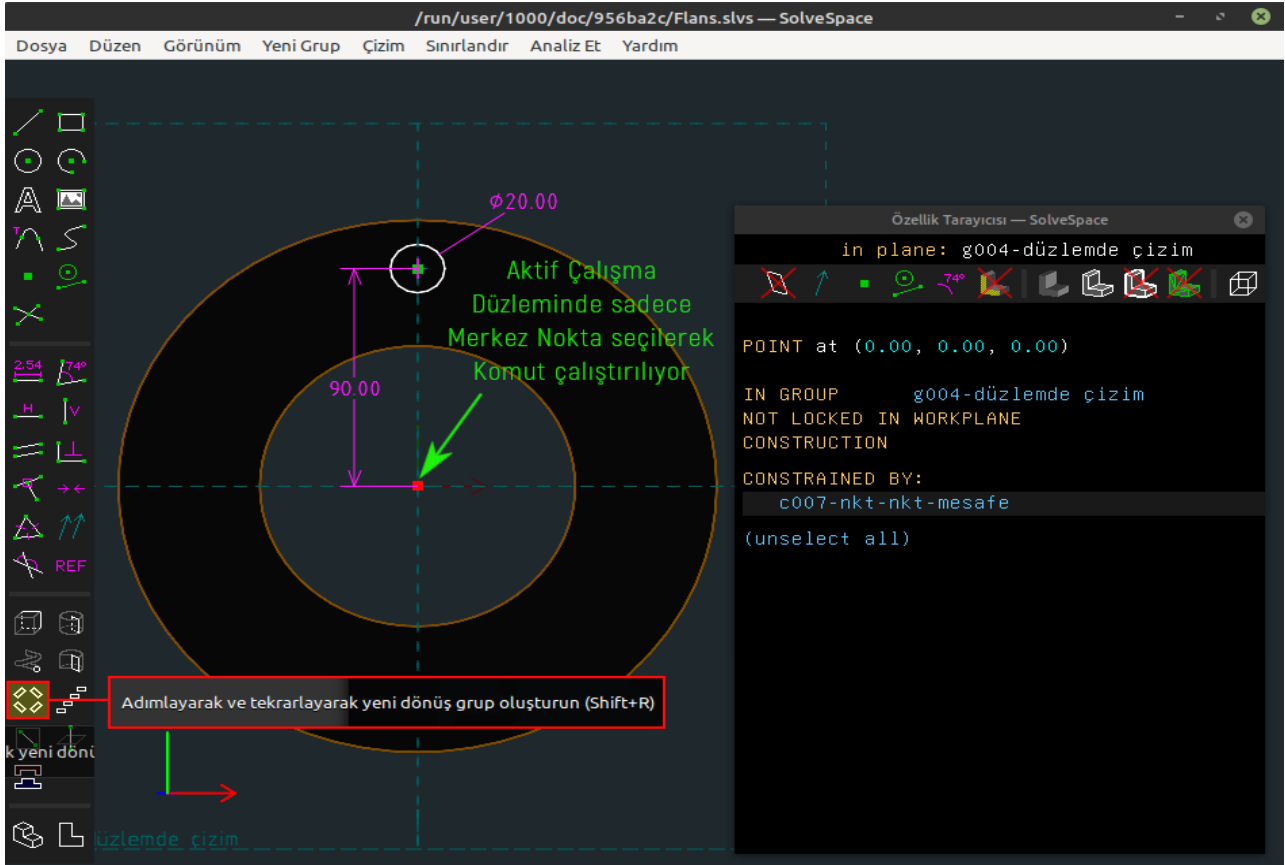 /run/user/1000/doc/956ba2c/Flans.slvs — SolveSpace
Dosya Düzen Görünüm Yeni Grup Çizim Sınırlandır Analiz Et Yardım
Ø20.00
Aktif Çalışma
Düzleminde sadece
Merkez Nokta seçilerek
Komut çalıştırılıyor
90.00
2.54 74°
H V
T
REF
Adımlayarak ve tekrarlayarak yeni dönüş grup oluşturun (Shift+R)
k yeni dönü
üzlemde çizim
Özellik Tarayıcısı — SolveSpace
in plane: g004-düzlemde çizim
74°
POINT at (0.00, 0.00, 0.00)
IN GROUP g004-düzlemde çizim
NOT LOCKED IN WORKPLANE
CONSTRUCTION
CONSTRAINED BY:
c007-nkt-nkt-mesafe
(unselect all)